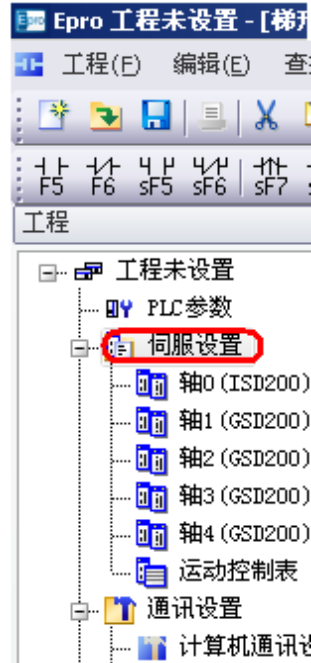 Epro 工程未设置 - [梯形
工程(F) 编辑(E) 查
F5 F6 sF5 sF6 sF7
工程
工程未设置
PLC参数
伺服设置
轴0(ISD200)
轴1(GSD200)
轴2(GSD200)
轴3(GSD200)
轴4(GSD200)
运动控制表
通讯设置
计算机通讯设